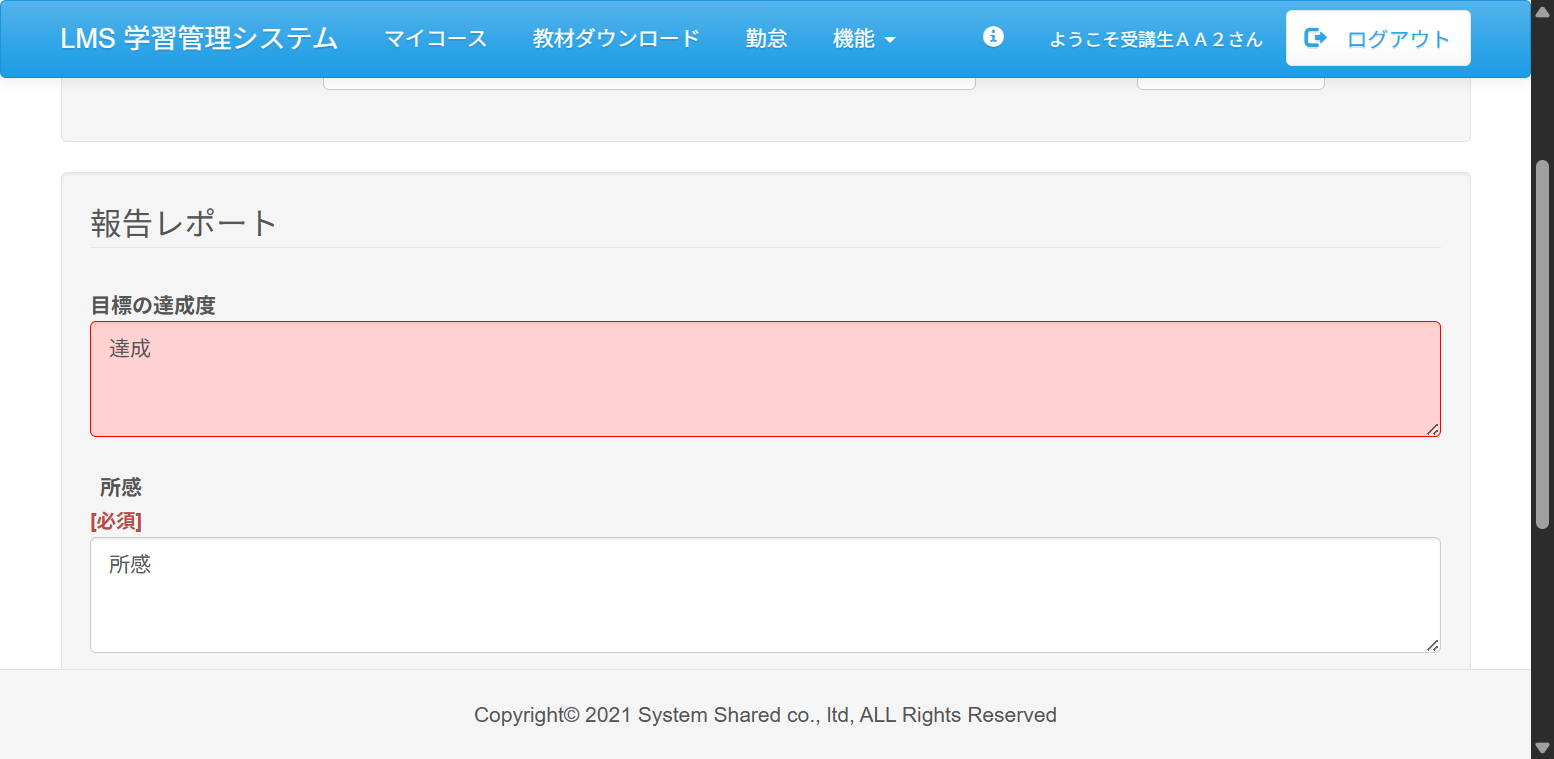 LMS 学習管理システム マイコース 教材ダウンロード 勤怠 機能 ようこそ受講生ＡＡ２さん ログアウト
報告レポート
目標の達成度
達成
所感
[必須]
所感
Copyright© 2021 System Shared co., ltd, ALL Rights Reserved